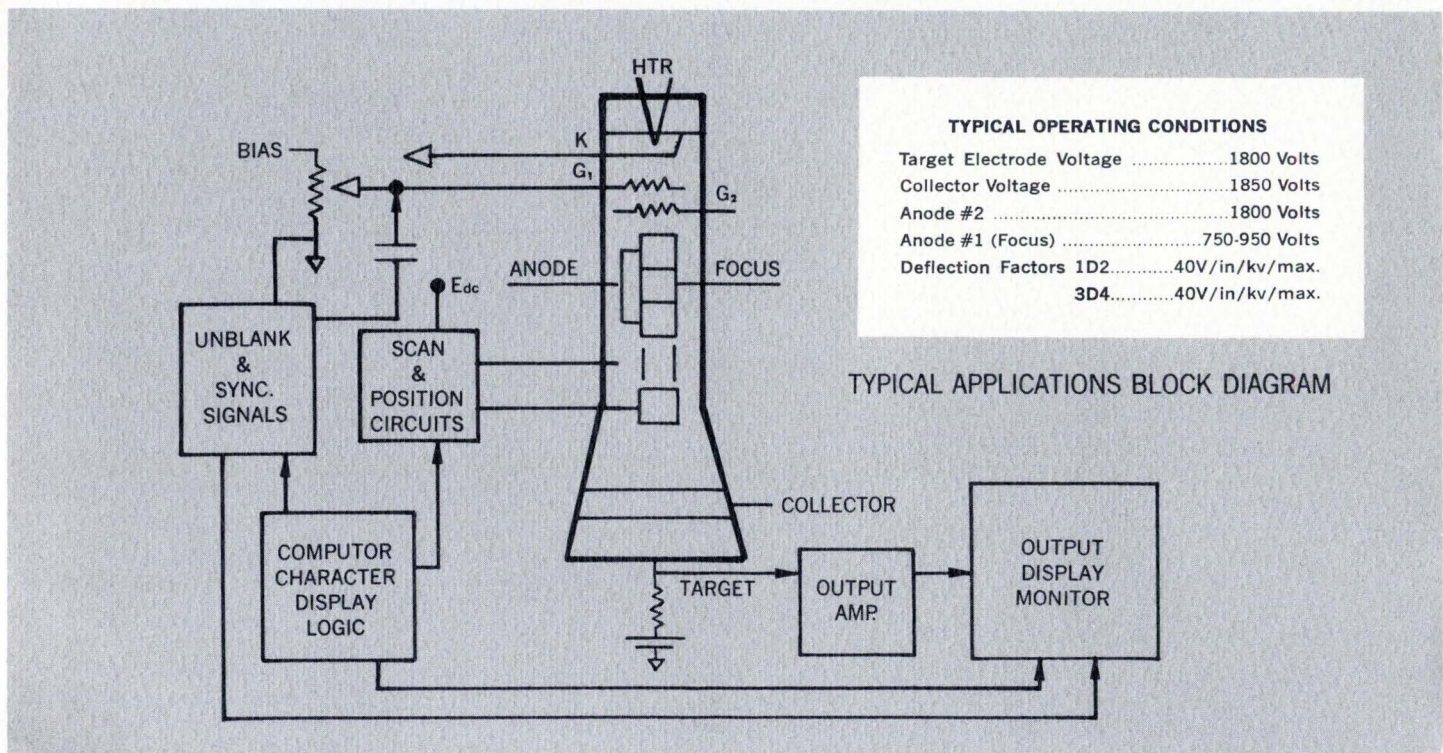 HTR
K
BIAS
G₁
G₂
ANODE
FOCUS
Edc
UNBLANK
&
SYNC.
SIGNALS
SCAN
&
POSITION
CIRCUITS
COLLECTOR
COMPUTOR
CHARACTER
DISPLAY
LOGIC
TARGET
OUTPUT
AMP.
OUTPUT
DISPLAY
MONITOR
TYPICAL OPERATING CONDITIONS
Target Electrode Voltage .................1800 Volts
Collector Voltage ........................1850 Volts
Anode #2 .................................1800 Volts
Anode #1 (Focus) ...................750-950 Volts
Deflection Factors 1D2............40V/in/kv/max.
3D4............40V/in/kv/max.
TYPICAL APPLICATIONS BLOCK DIAGRAM